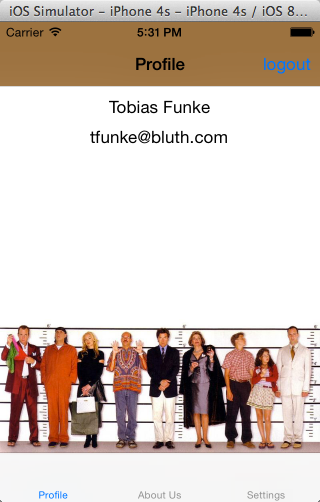 iOS Simulator – iPhone 4s – iPhone 4s / iOS 8...
Carrier 5:31 PM
Profile logout
Tobias Funke
tfunke@bluth.com
Profile About Us Settings